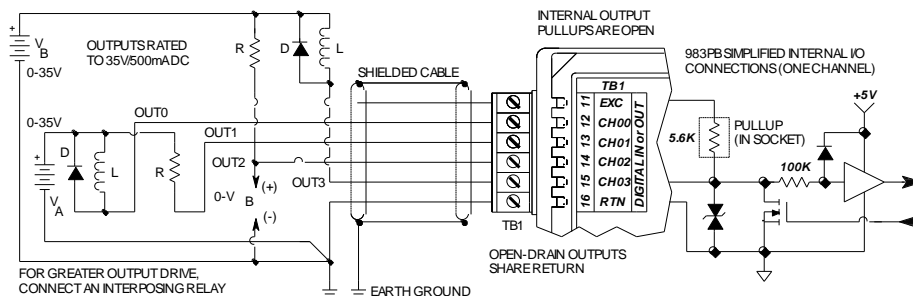 INTERNAL OUTPUT
PULLUPS ARE OPEN
+
V
B
0-35V
OUTPUTS RATED
TO 35V/500mADC
R
D
L
983PB SIMPLIFIED INTERNAL I/O
CONNECTIONS (ONE CHANNEL)
SHIELDED CABLE
TB1
+5V
0-35V
OUT0
11 EXC
12 CH00
13 CH01
14 CH02
15 CH03
16 RTN
DIGITAL IN or OUT
5.6K
PULLUP
(IN SOCKET)
+
D
L
R
OUT1
OUT2
OUT3
100K
V
A
0-V
B
(+)
(-)
TB1
OPEN-DRAIN OUTPUTS
SHARE RETURN
FOR GREATER OUTPUT DRIVE,
CONNECT AN INTERPOSING RELAY
EARTH GROUND